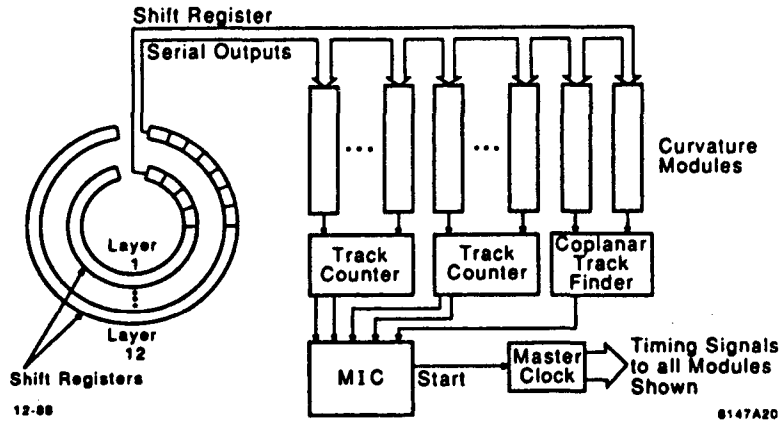 Shift Register
Serial Outputs
Curvature
Modules
Layer
1
Layer
12
Shift Registers
Track
Counter
Track
Counter
Coplanar
Track
Finder
MIC
Start
Master
Clock
Timing Signals
to all Modules
Shown
12-88
6147A20